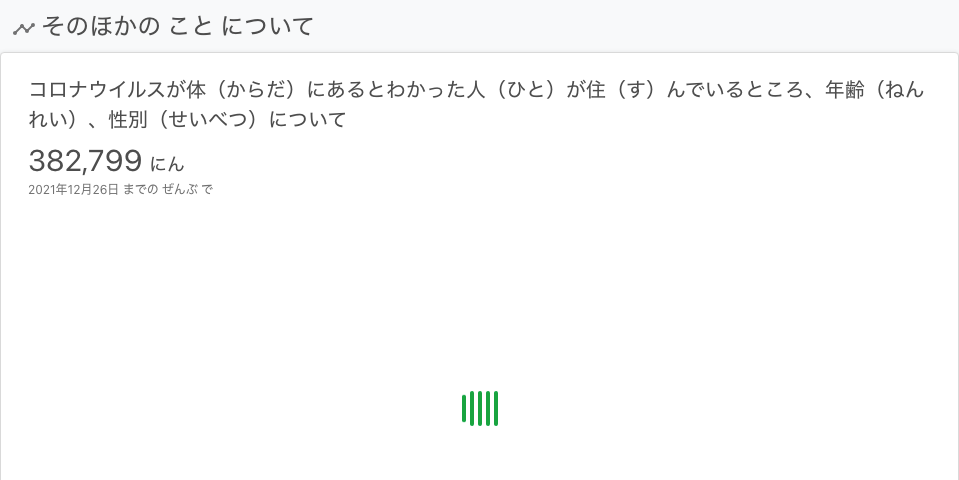 そのほかの こと について
コロナウイルスが体（からだ）にあるとわかった人（ひと）が住（す）んでいるところ、年齢（ねん
れい）、性別（せいべつ）について
382,799 にん
2021年12月26日 までの ぜんぶ で